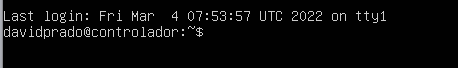 Last login: Fri Mar  4 07:53:57 UTC 2022 on tty1
davidprado@controlador:~$